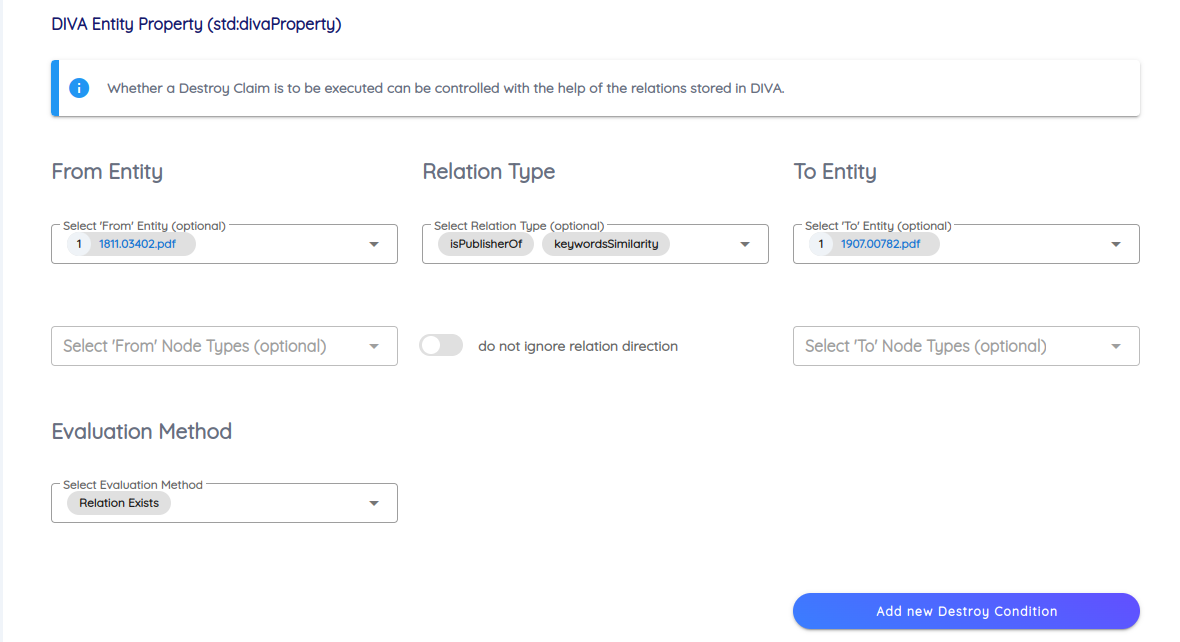 DIVA Entity Property (std:divaProperty)
Whether a Destroy Claim is to be executed can be controlled with the help of the relations stored in DIVA.
From Entity
Relation Type
To Entity
Select 'From' Entity (optional)
Select Relation Type (optional)
Select 'To' Entity (optional)
1 1811.03402.pdf
isPublisherOf keywordsSimilarity
1 1907.00782.pdf
Select 'From' Node Types (optional)
do not ignore relation direction
Select 'To' Node Types (optional)
Evaluation Method
Select Evaluation Method
Relation Exists
Add new Destroy Condition